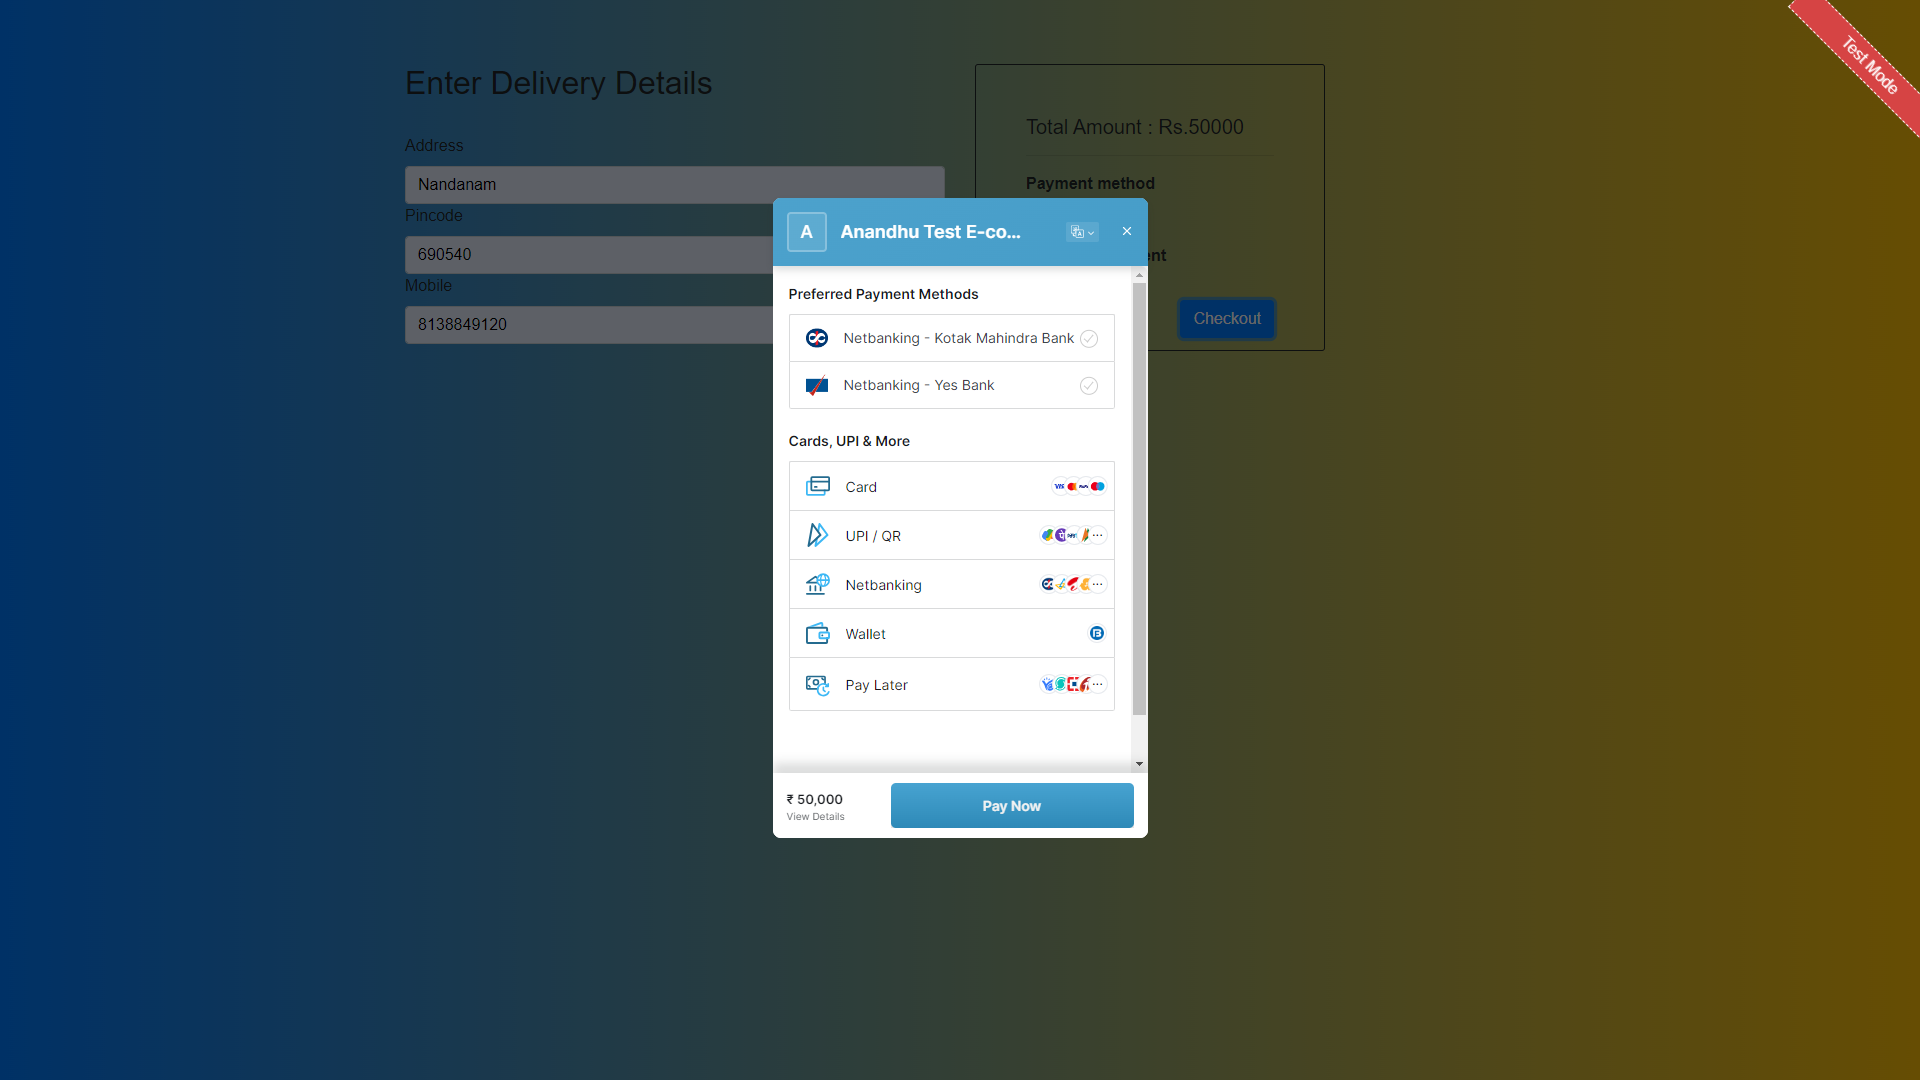 Test Mode
Enter Delivery Details
Address
Nandanam
Pincode
690540
Mobile
8138849120
Total Amount : Rs.50000
Payment method
ent
Checkout
A
Anandhu Test E-co...
Preferred Payment Methods
Netbanking - Kotak Mahindra Bank
Netbanking - Yes Bank
Cards, UPI & More
Card
UPI / QR
Netbanking
Wallet
Pay Later
₹ 50,000
View Details
Pay Now